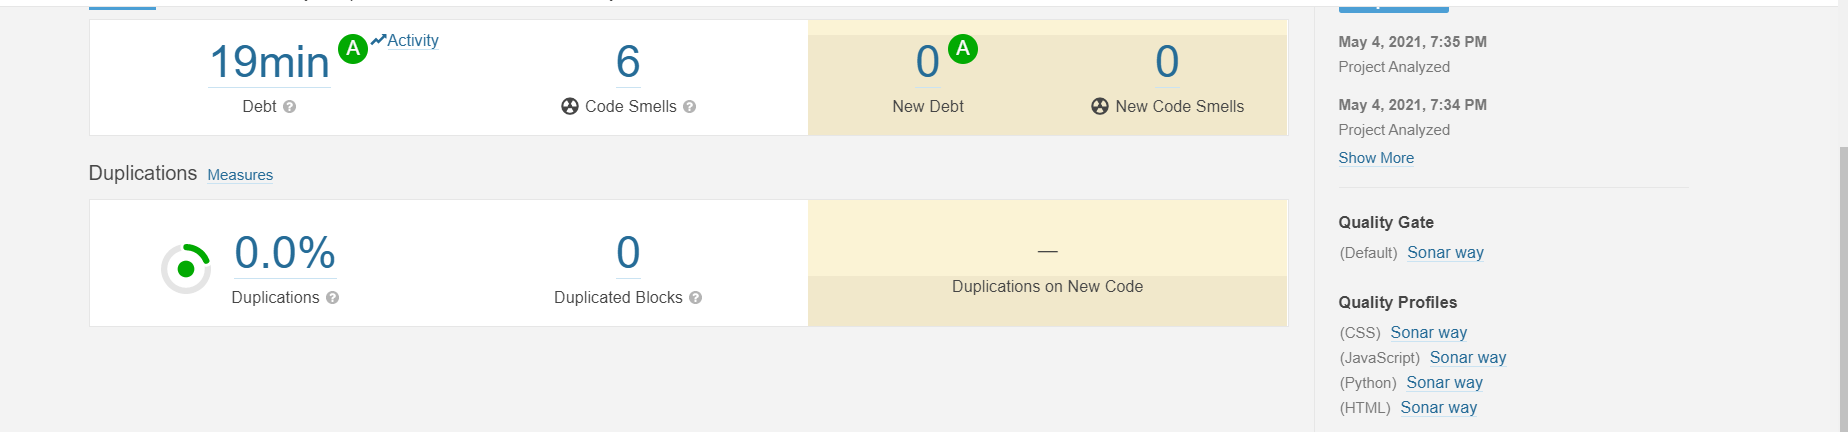 19min A Activity
Debt ?
6
Code Smells ?
0 A
New Debt
0
New Code Smells
Duplications Measures
0.0%
Duplications ?
0
Duplicated Blocks ?
—
Duplications on New Code
May 4, 2021, 7:35 PM
Project Analyzed
May 4, 2021, 7:34 PM
Project Analyzed
Show More
Quality Gate
(Default) Sonar way
Quality Profiles
(CSS) Sonar way
(JavaScript) Sonar way
(Python) Sonar way
(HTML) Sonar way